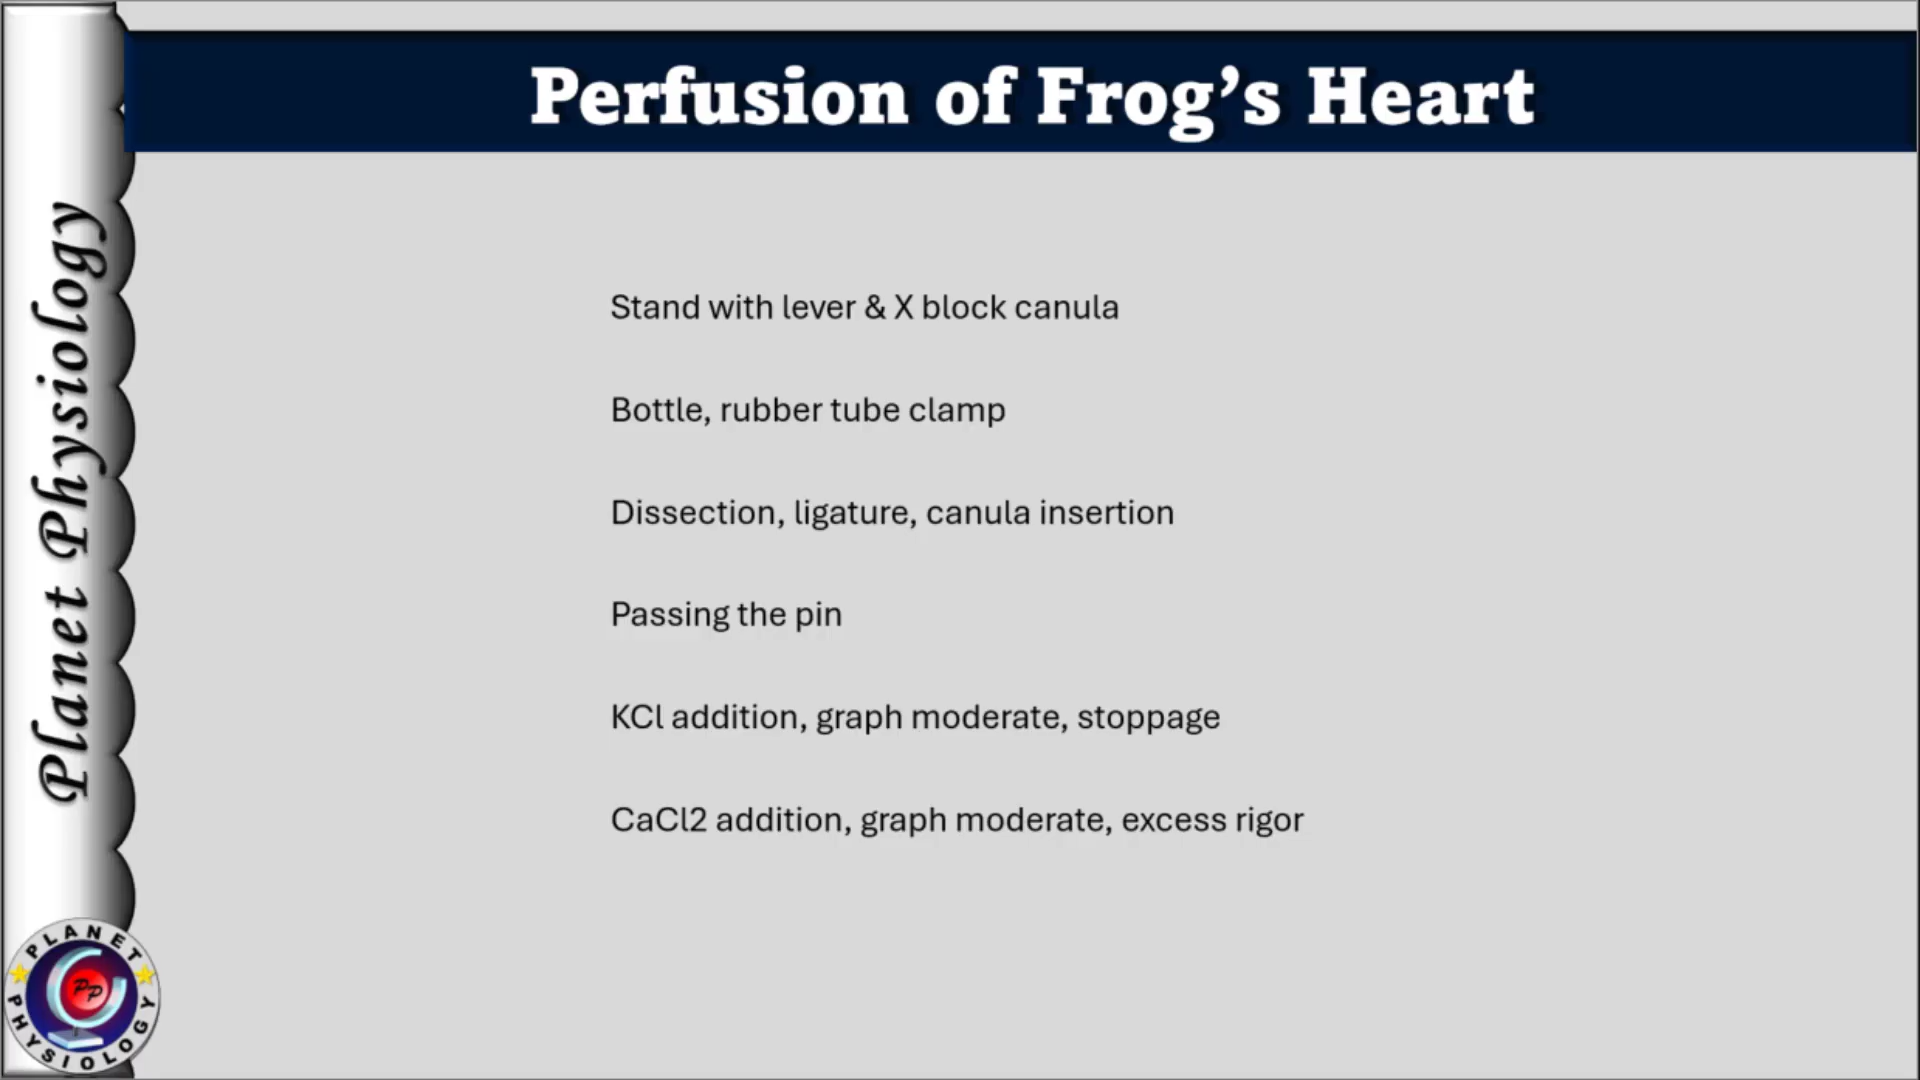 Perfusion of Frog’s Heart
Planet Physiology
Stand with lever & X block canula
Bottle, rubber tube clamp
Dissection, ligature, canula insertion
Passing the pin
KCl addition, graph moderate, stoppage
CaCl2 addition, graph moderate, excess rigor
PLANET
PP
PHYSIOLOGY